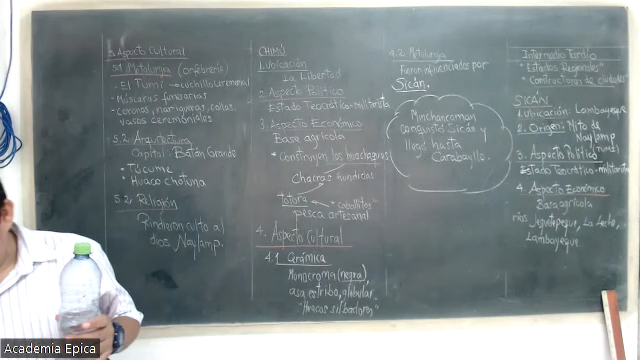 5. Aspecto Cultural
5.1 Metalurgia (orfebrería)
- El Tumi → cuchillo ceremonial
- Máscaras funerarias
- coronas, narigueras, collas,
vasos ceremoniales
5.2. Arquitectura
Capital: Batán Grande
• Túcume
• Huaca Chotuna
5.2. Religión
Rindieron culto al
dios Naylamp.
CHIMÚ
1. Ubicación
La Libertad
2. Aspecto Político
Estado Teocrático-militarista
3. Aspecto Económico
Base agrícola
• Construyen los huachaques
Chacras hundidas
totora → "caballitos"
pesca artesanal
4. Aspecto Cultural
4.1 Cerámica
Monocroma (negra),
asa estribo, globular
"Huacos silbadores"
4.2 Metalurgia
Fueron influenciados por
Sicán.
Minchancaman
conquistó Sicán y
llegó hasta
Carabayllo.
Intermedio Tardío
* "Estados Regionales"
* "Constructores de ciudades"
SICÁN
1. Ubicación: Lambayeque
2. Origen: Mito de
Naylamp
3. Aspecto Político
Estado Teocrático-militarista
4. Aspecto Económico
Base agrícola
ríos Jequetepeque, La Leche,
Lambayeque.
Academia Epica